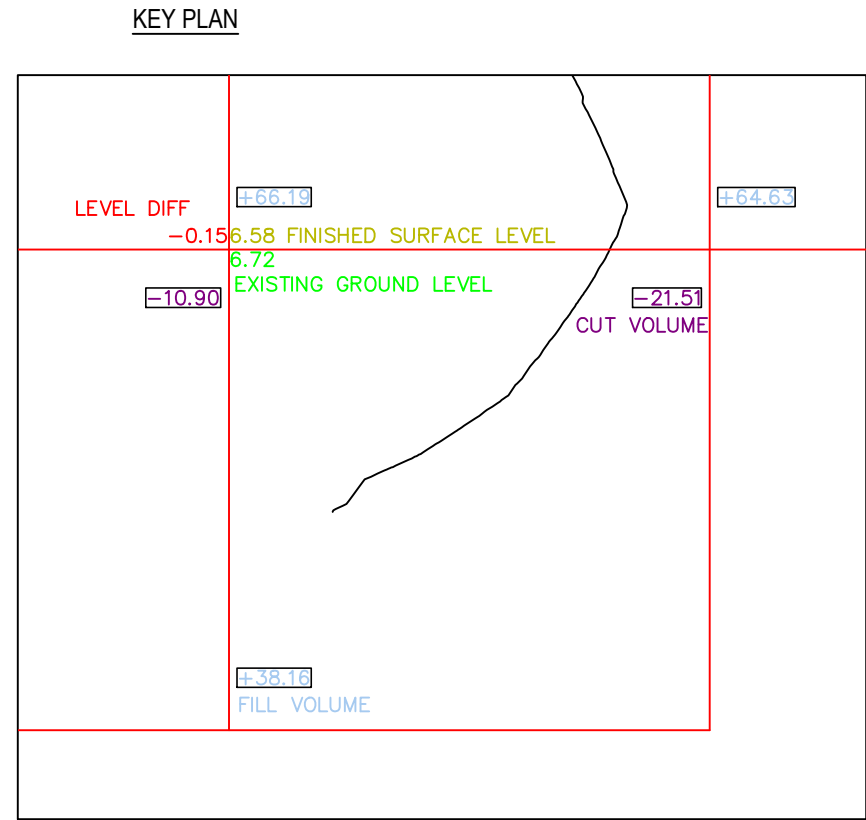 KEY PLAN
+66.19
+64.63
LEVEL DIFF
-0.15 6.58 FINISHED SURFACE LEVEL
6.72
EXISTING GROUND LEVEL
-10.90
-21.51
CUT VOLUME
+38.16
FILL VOLUME